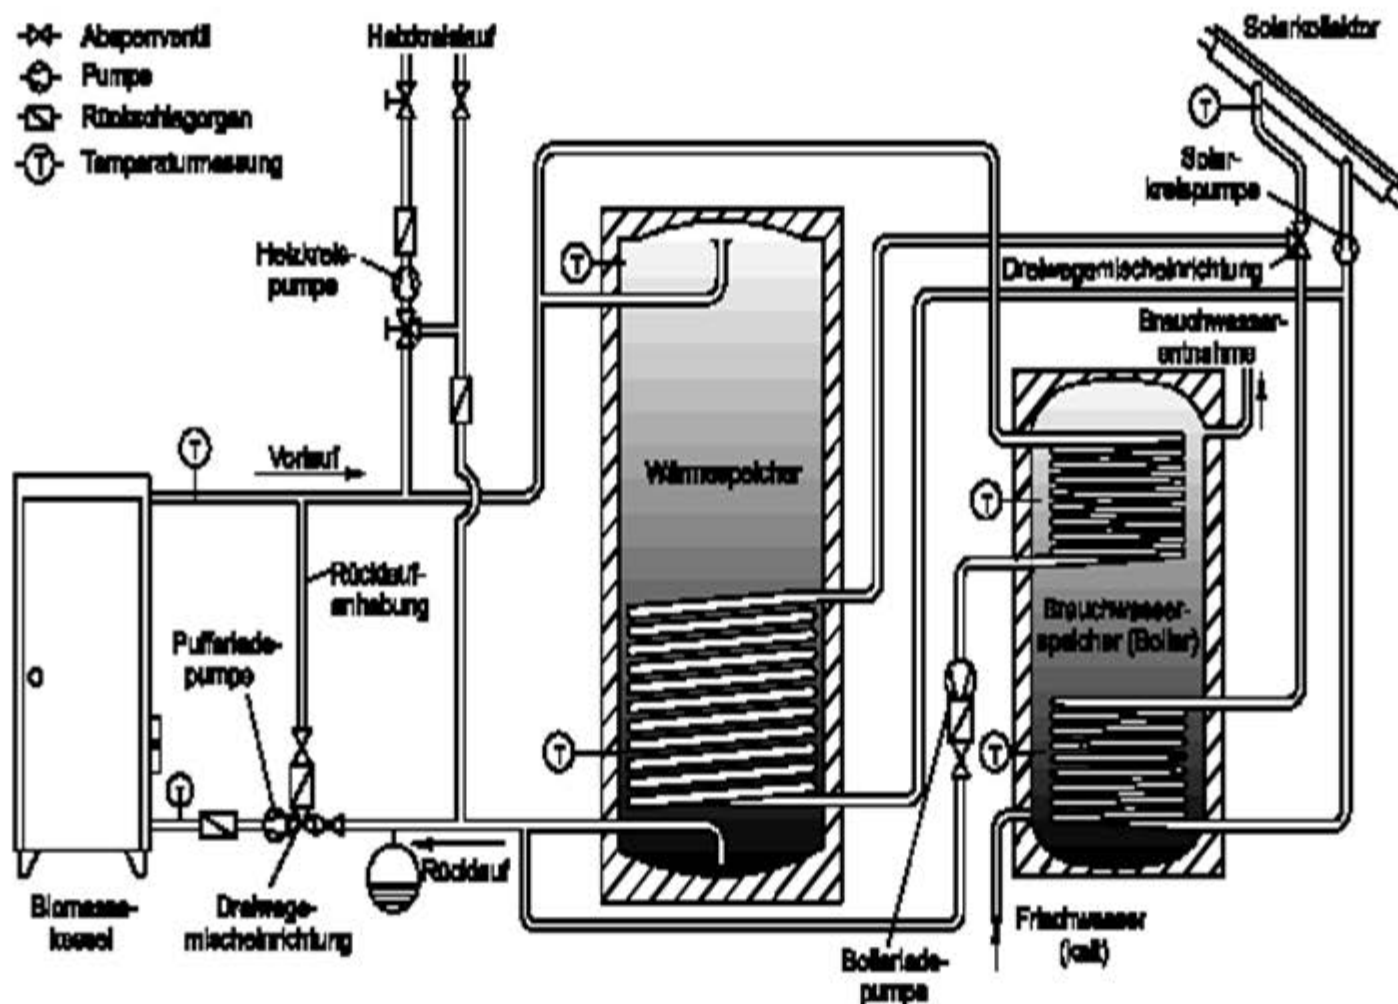 Absperrventil
Pumpe
Rückschlagorgan
T Temperaturmessung
Heizkreislauf
Solarkollektor
T
Solar-
kreispumpe
Heizkreis-
pumpe
T
Dreiwegemischeinrichtung
Brauchwasser-
entnahme
T
Vorlauf
Wärmespeicher
T
Rücklauf-
anhebung
Brauchwasser-
speicher (Boiler)
Pufferlade-
pumpe
T
T
T
Rücklauf
Biomasse-
kessel
Dreiwege-
mischeinrichtung
Boilerlade-
pumpe
Frischwasser
(kalt)